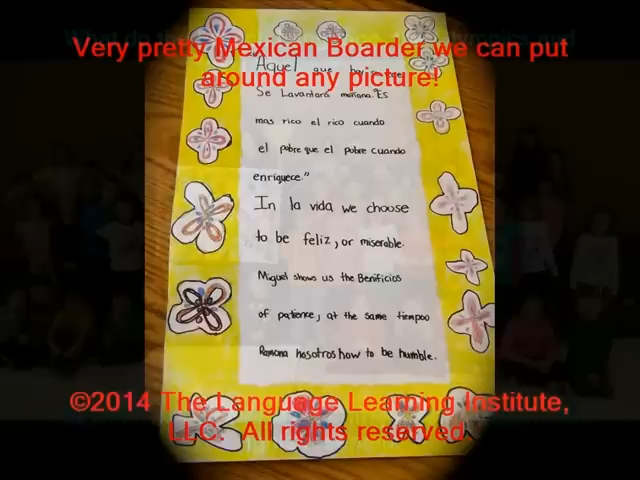 Very pretty Mexican Boarder we can put
around any picture!
Aquel que hoy
Se Lavantará mañana." Es
mas rico el rico cuando
el pobre que el pobre cuando
enriquece."
In la vida we choose
to be feliz, or miserable.
Miguel shows us the Benificios
of patience, at the same tiempoo
Ramona nosotros how to be humble.
©2014 The Language Learning Institute,
LLC. All rights reserved